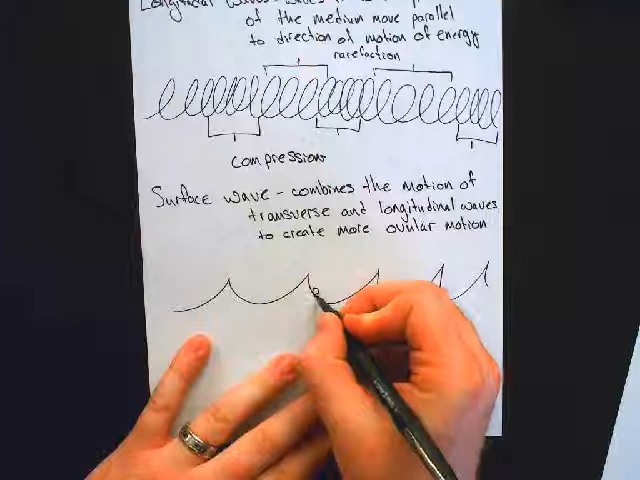 of the medium move parallel
to direction of motion of energy
rarefaction
compression
Surface wave - combines the motion of
transverse and longitudinal waves
to create more ovular motion